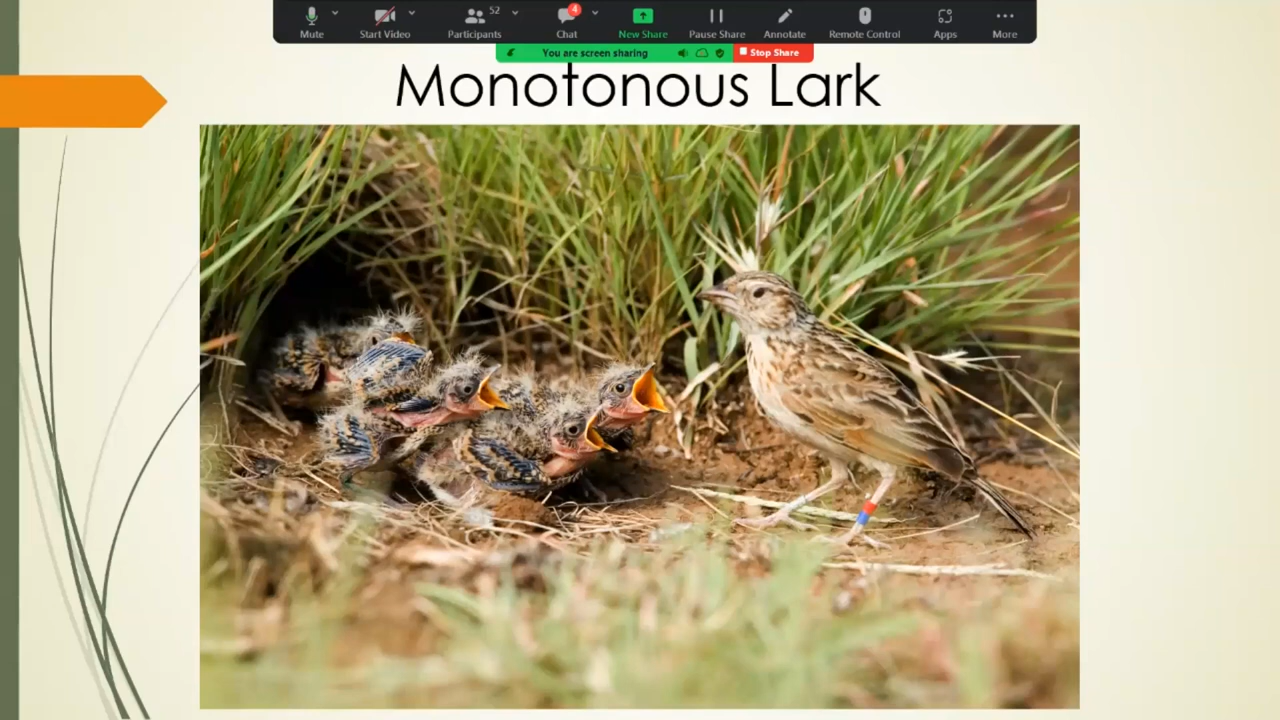 52
4
Mute
Start Video
Participants
Chat
New Share
Pause Share
Annotate
Remote Control
Apps
More
You are screen sharing
Stop Share
Monotonous Lark